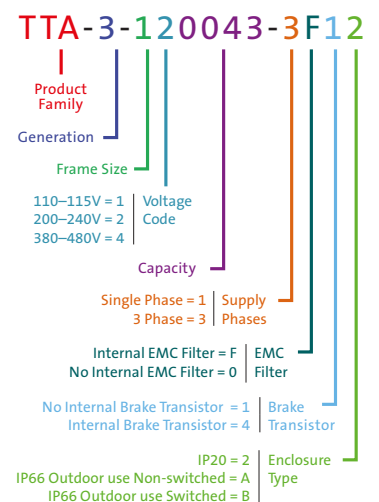 TTA-3-120043-3F12
Product
Family
Generation
Frame Size
110–115V = 1 Voltage
200–240V = 2 Code
380–480V = 4
Capacity
Single Phase = 1 Supply
3 Phase = 3 Phases
Internal EMC Filter = F EMC
No Internal EMC Filter = 0 Filter
No Internal Brake Transistor = 1 Brake
Internal Brake Transistor = 4 Transistor
IP20 = 2 Enclosure
IP66 Outdoor use Non-switched = A Type
IP66 Outdoor use Switched = B